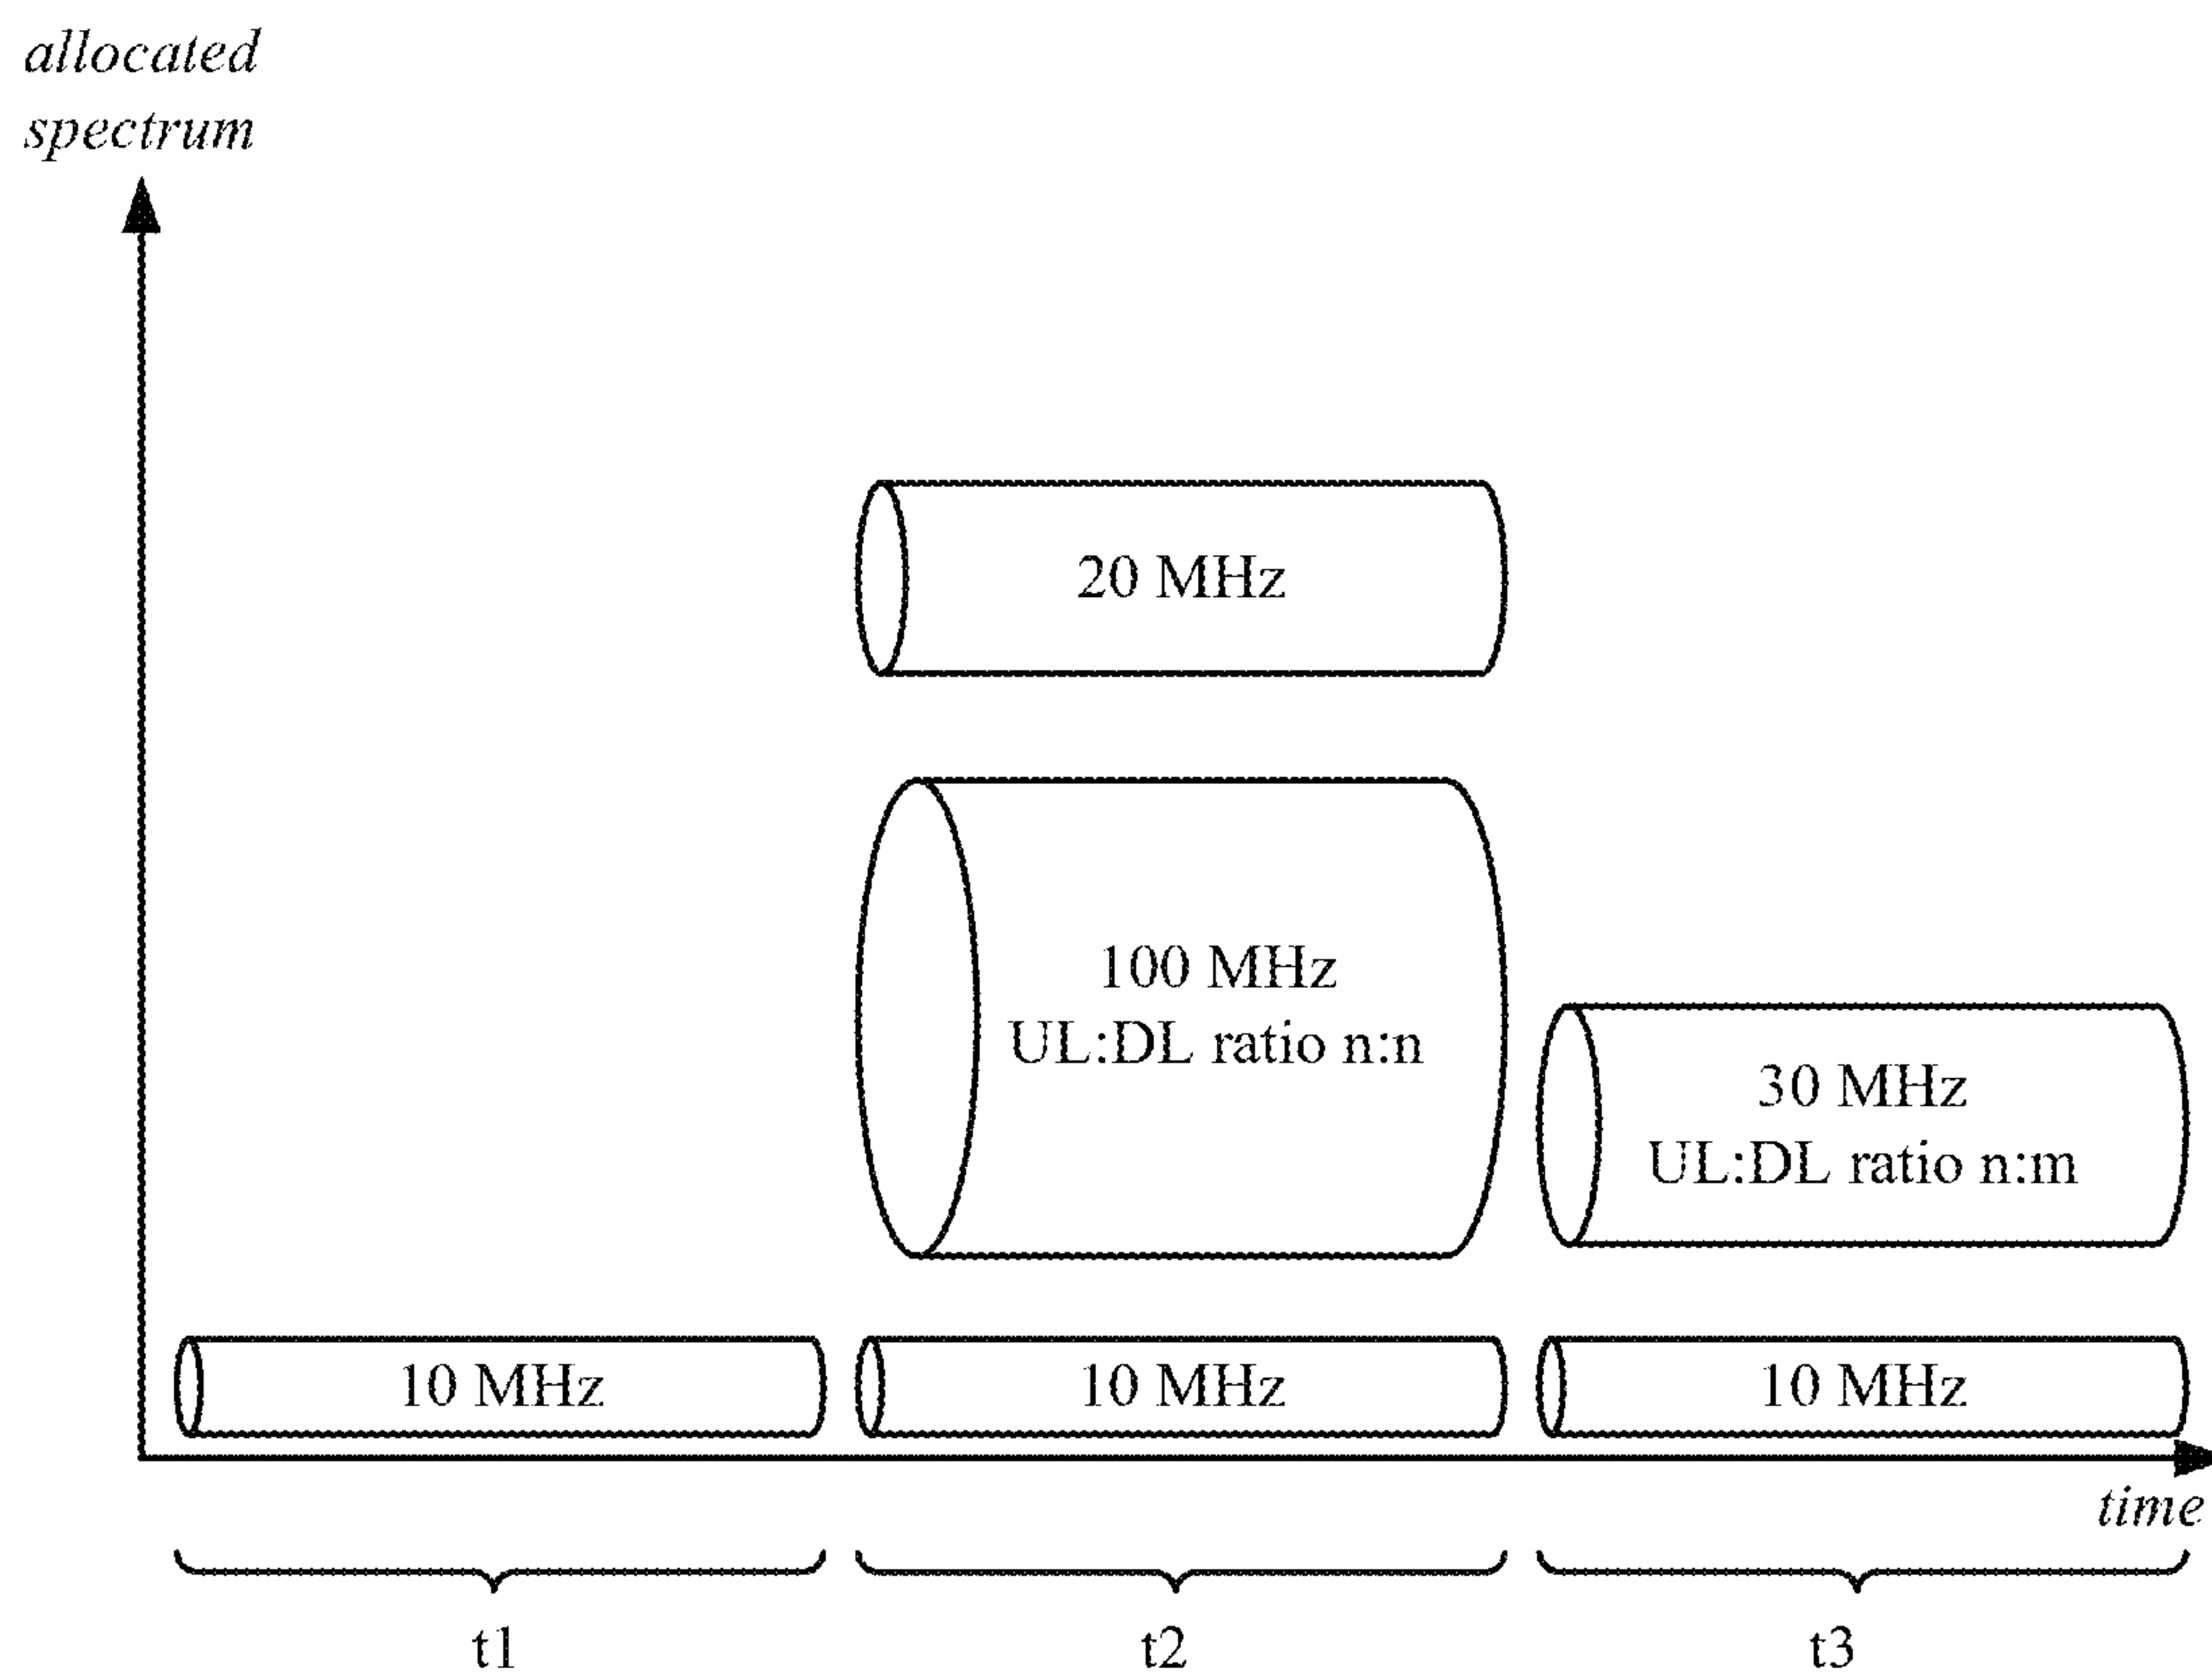 allocated
spectrum
20 MHz
100 MHz
UL:DL ratio n:n
30 MHz
UL:DL ratio n:m
10 MHz
10 MHz
10 MHz
time
t1
t2
t3